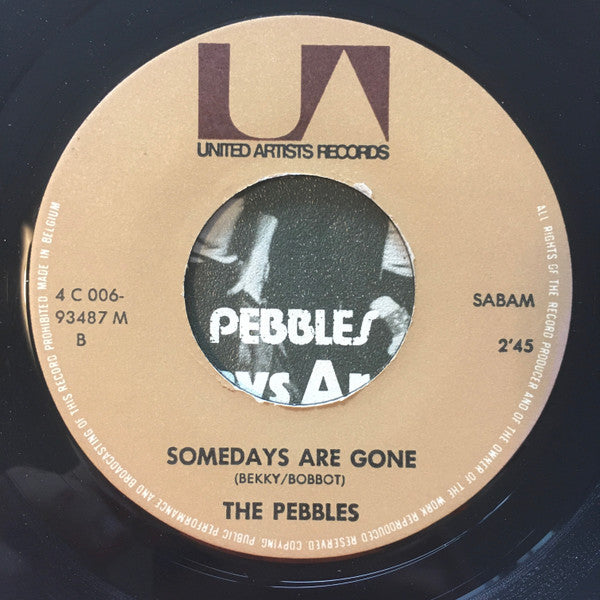 UA
UNITED ARTISTS RECORDS
4 C 006-
93487 M
B
SABAM
2'45
PEBBLES
ays Ar
SOMEDAYS ARE GONE
(BEKKY/BOBBOT)
THE PEBBLES
ALL RIGHTS OF THE RECORD PRODUCER AND OF THE OWNER OF THE WORK REPRODUCED RESERVED. COPYING, PUBLIC PERFORMANCE AND BROADCASTING OF THIS RECORD PROHIBITED MADE IN BELGIUM